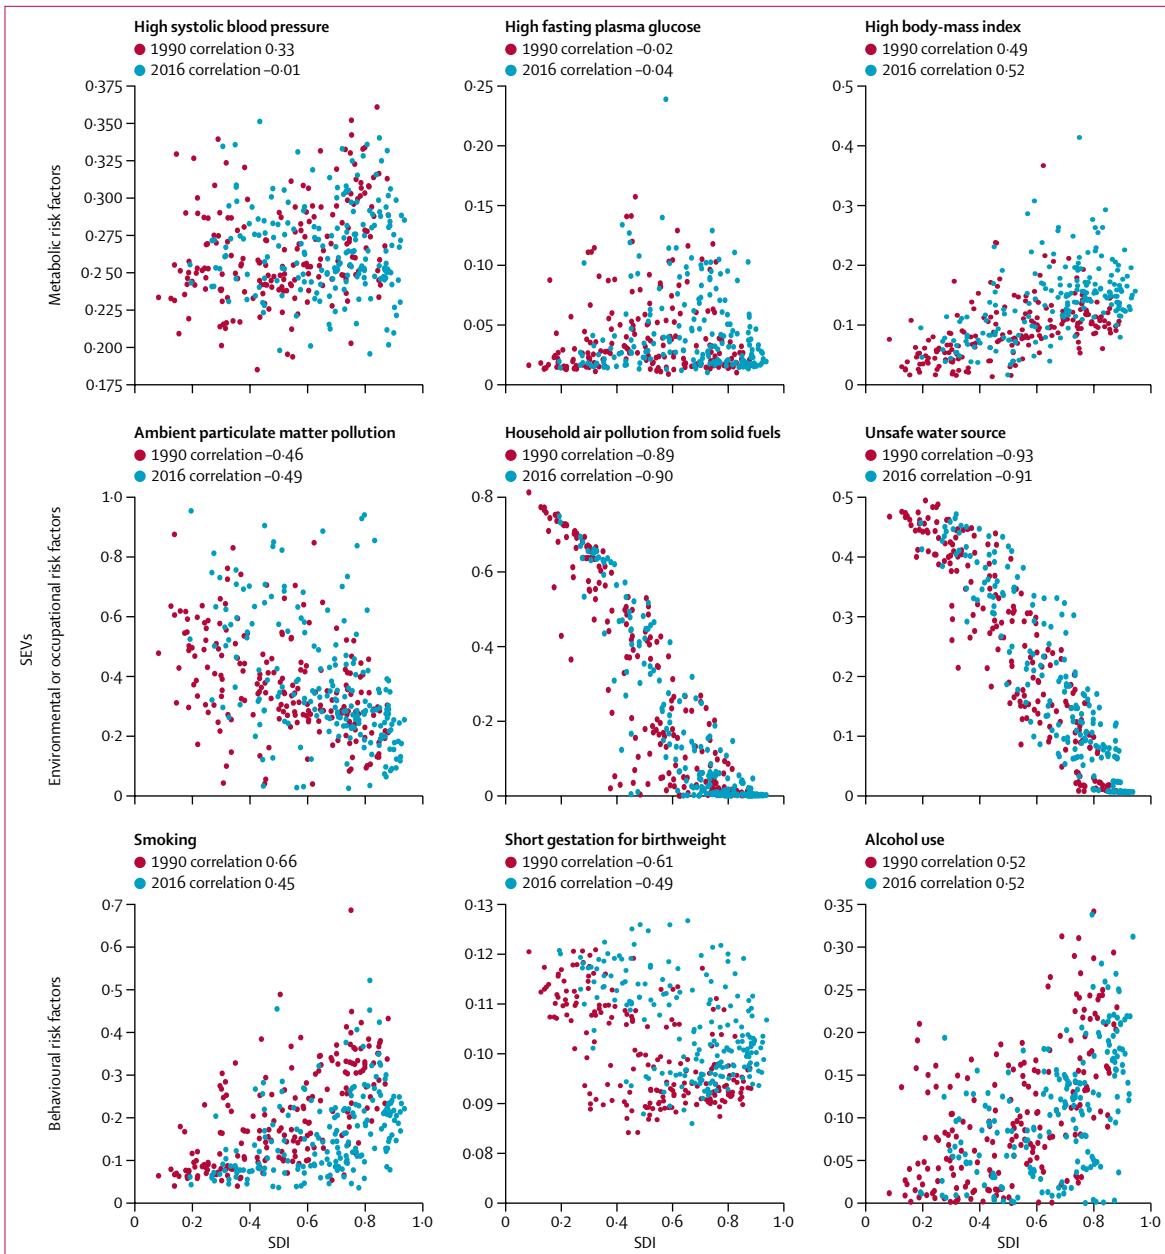 High systolic blood pressure
1990 correlation 0·33
2016 correlation –0·01
High fasting plasma glucose
1990 correlation –0·02
2016 correlation –0·04
High body-mass index
1990 correlation 0·49
2016 correlation 0·52
Metabolic risk factors
0·375
0·350
0·325
0·300
0·275
0·250
0·225
0·200
0·175
0·25
0·20
0·15
0·10
0·05
0
0·5
0·4
0·3
0·2
0·1
0
Ambient particulate matter pollution
1990 correlation –0·46
2016 correlation –0·49
Household air pollution from solid fuels
1990 correlation –0·89
2016 correlation –0·90
Unsafe water source
1990 correlation –0·93
2016 correlation –0·91
SEVs
Environmental or occupational risk factors
1·0
0·8
0·6
0·4
0·2
0
0·8
0·6
0·4
0·2
0
0·5
0·4
0·3
0·2
0·1
0
Smoking
1990 correlation 0·66
2016 correlation 0·45
Short gestation for birthweight
1990 correlation –0·61
2016 correlation –0·49
Alcohol use
1990 correlation 0·52
2016 correlation 0·52
Behavioural risk factors
0·7
0·6
0·5
0·4
0·3
0·2
0·1
0
0·13
0·12
0·11
0·10
0·09
0·08
0
0·35
0·30
0·25
0·20
0·15
0·10
0·05
0
0 0·2 0·4 0·6 0·8 1·0
SDI
0 0·2 0·4 0·6 0·8 1·0
SDI
0 0·2 0·4 0·6 0·8 1·0
SDI